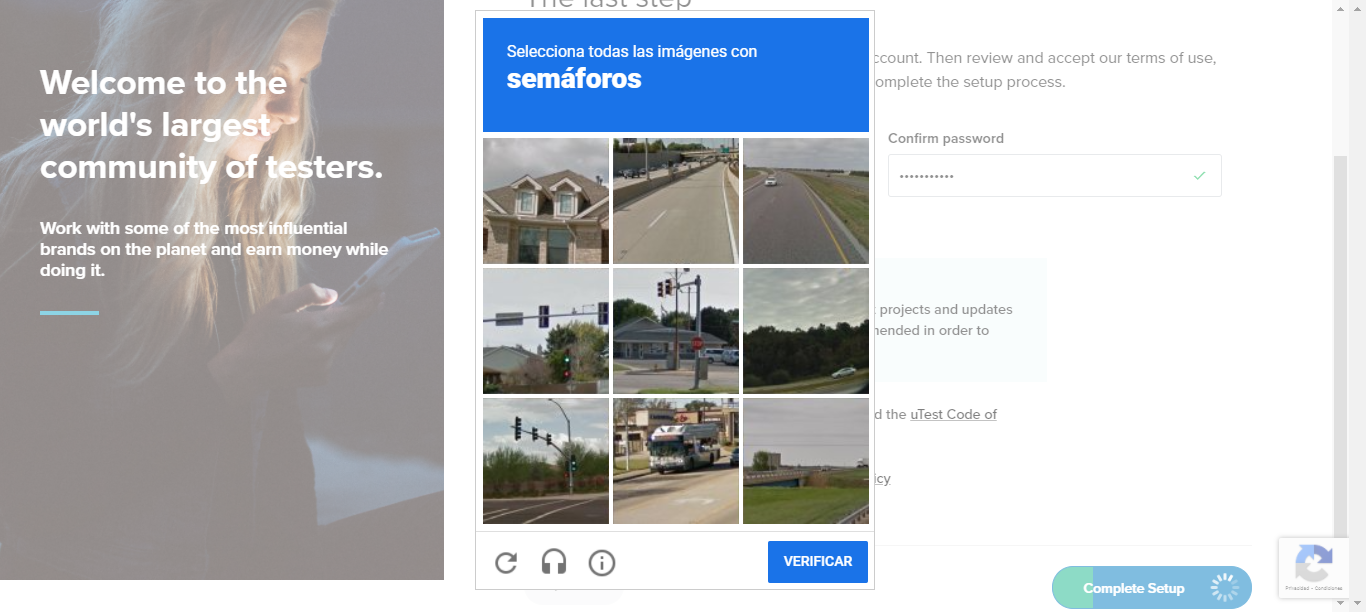 Welcome to the
world's largest
community of testers.
Work with some of the most influential
brands on the planet and earn money while
doing it.
The last step
ccount. Then review and accept our terms of use,
omplete the setup process.
Confirm password
•••••••••••
projects and updates
ended in order to
d the uTest Code of
icy
Complete Setup
Selecciona todas las imágenes con
semáforos
STOP
VERIFICAR
Privacidad - Condiciones